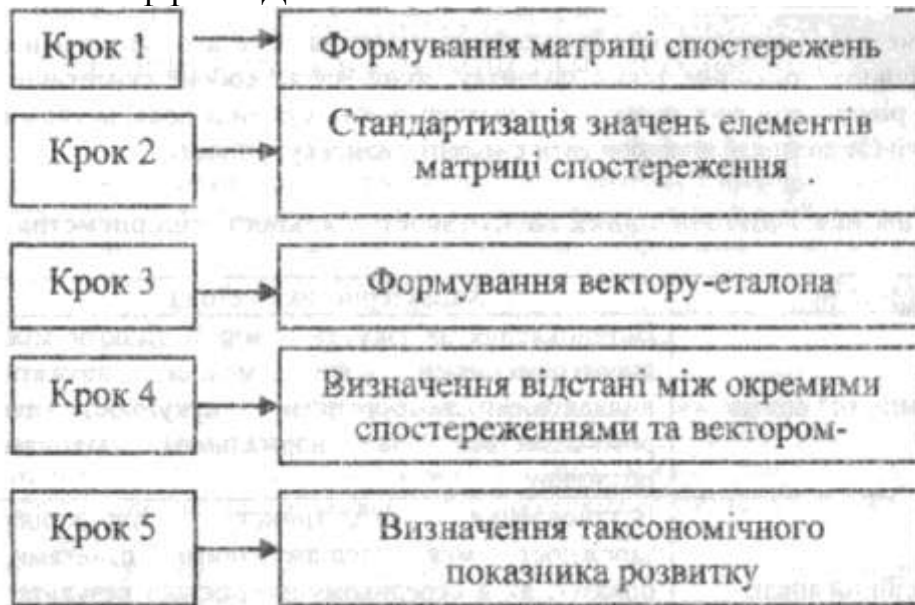 Крок 1
Формування матриці спостережень
Крок 2
Стандартизація значень елементів
матриці спостереження .
Крок 3
Формування вектору-еталона
Крок 4
Визначення відстані між окремими
спостереженнями та вектором-
Крок 5
Визначення таксономічного
показника розвитку